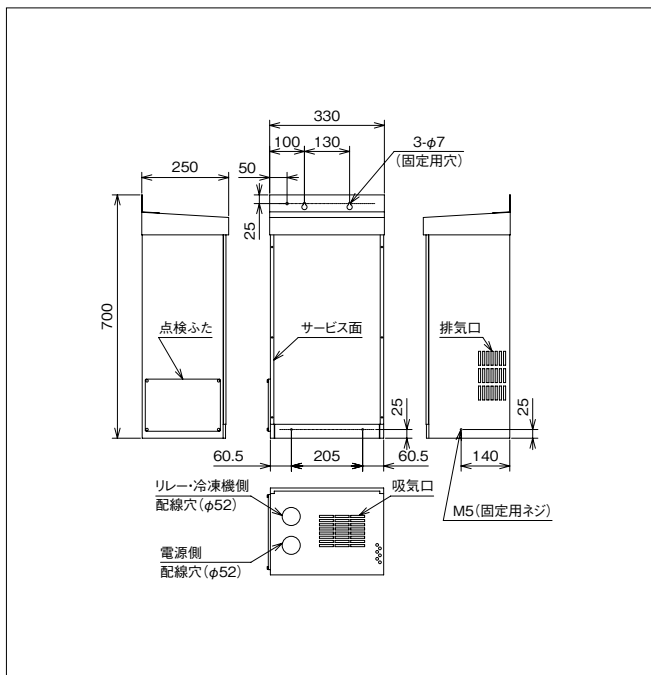 330
100
130
3-φ7
(固定用穴)
50
250
25
700
点検ふた
サービス面
排気口
25
25
60.5
205
60.5
140
リレー・冷凍機側
配線穴(φ52)
吸気口
M5(固定用ネジ)
電源側
配線穴(φ52)